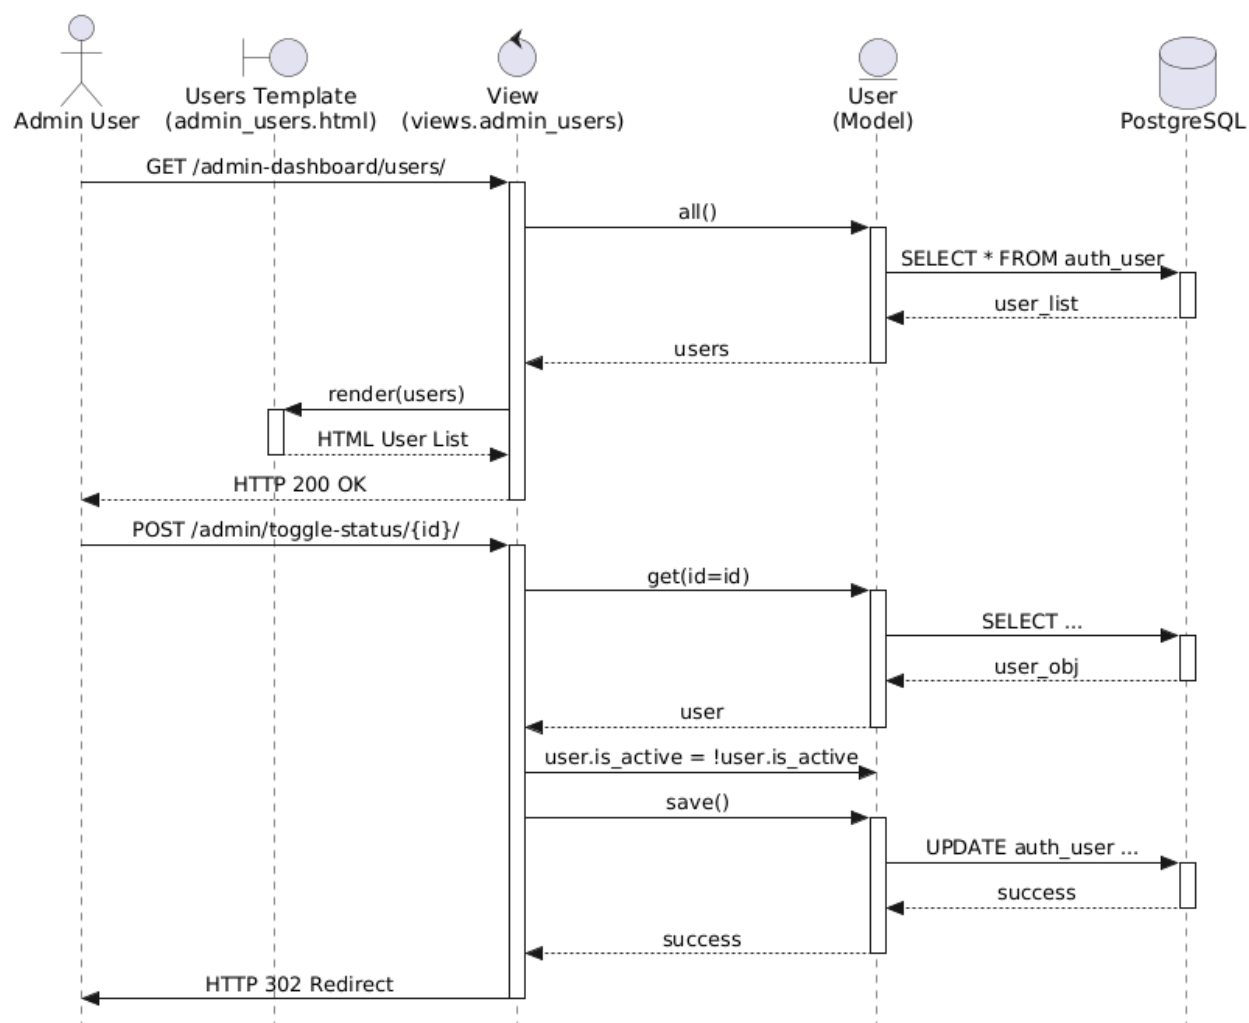 Admin User
Users Template
(admin_users.html)
View
(views.admin_users)
User
(Model)
PostgreSQL
GET /admin-dashboard/users/
all()
SELECT * FROM auth_user
user_list
users
render(users)
HTML User List
HTTP 200 OK
POST /admin/toggle-status/{id}/
get(id=id)
SELECT ...
user_obj
user
user.is_active = !user.is_active
save()
UPDATE auth_user ...
success
success
HTTP 302 Redirect